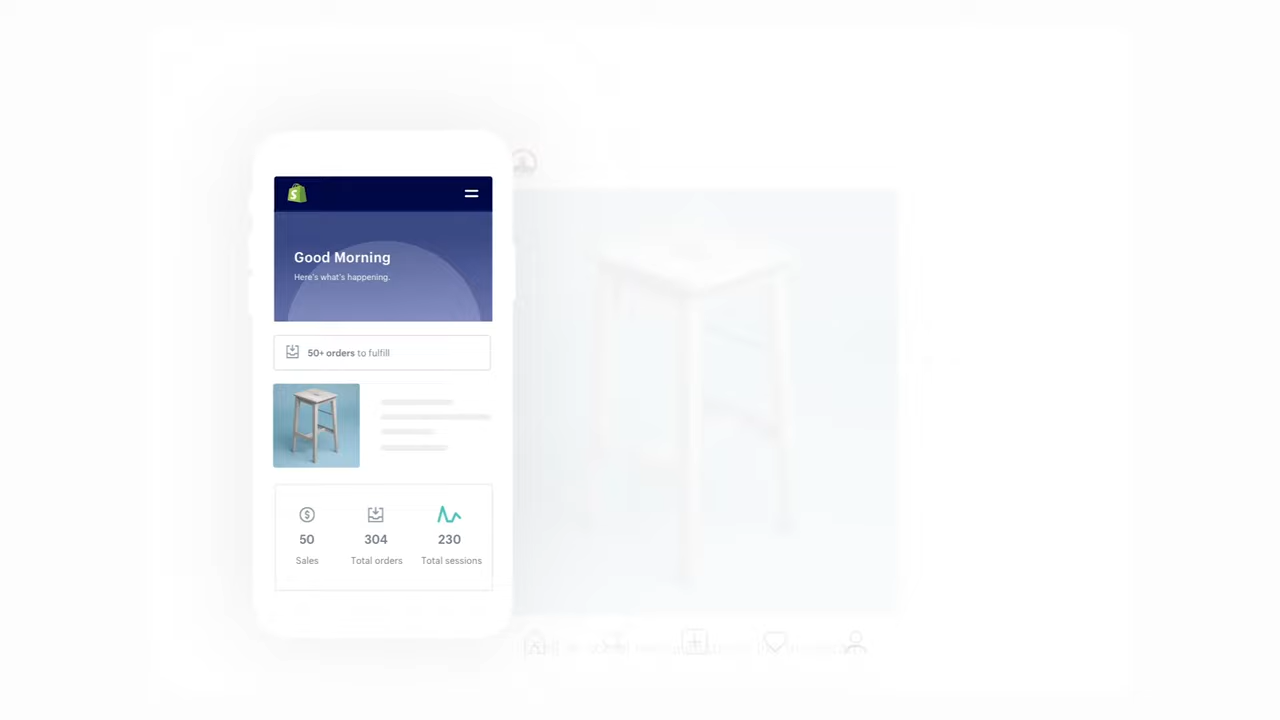 Good Morning
Here's what's happening.
50+ orders to fulfill
50 304 230
Sales Total orders Total sessions